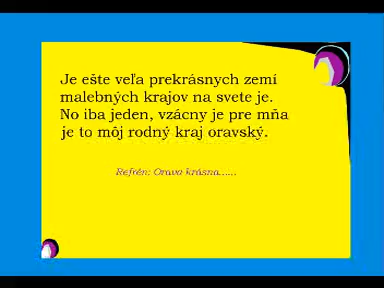 Je ešte veľa prekrásnych zemí
malebných krajov na svete je.
No iba jeden, vzácny je pre mňa
je to môj rodný kraj oravský.
Refrén: Orava krásna......